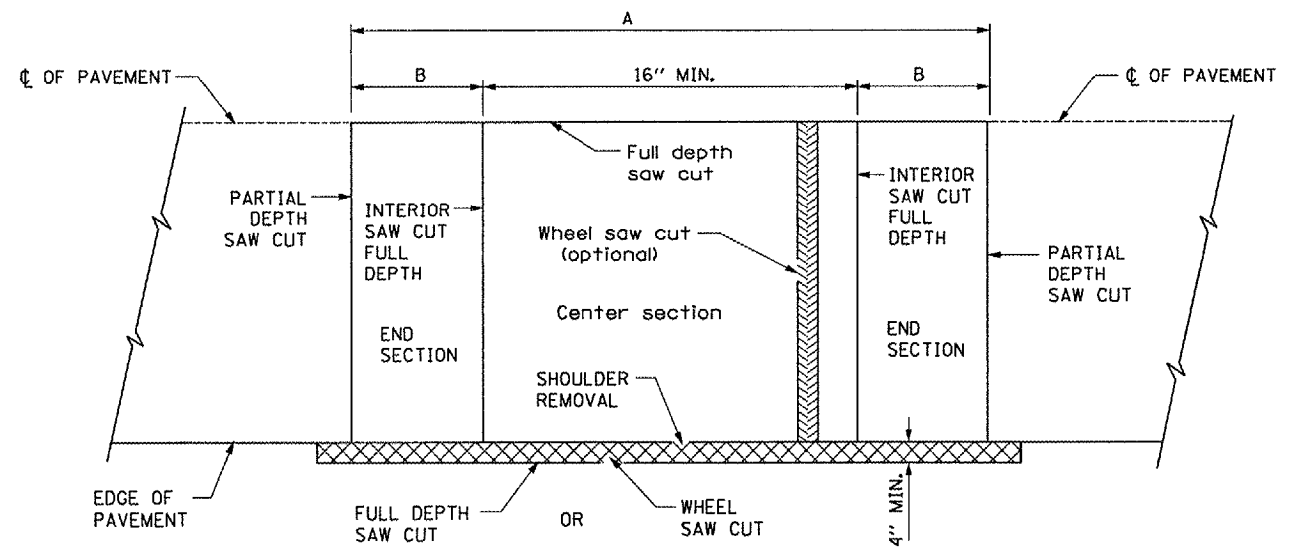 A
℄ OF PAVEMENT
B
16" MIN.
B
℄ OF PAVEMENT
Full depth
saw cut
PARTIAL
DEPTH
SAW CUT
INTERIOR
SAW CUT
FULL
DEPTH
Wheel saw cut
(optional)
INTERIOR
SAW CUT
FULL
DEPTH
PARTIAL
DEPTH
SAW CUT
Center section
END
SECTION
END
SECTION
SHOULDER
REMOVAL
EDGE OF
PAVEMENT
FULL DEPTH
SAW CUT
OR
WHEEL
SAW CUT
4" MIN.